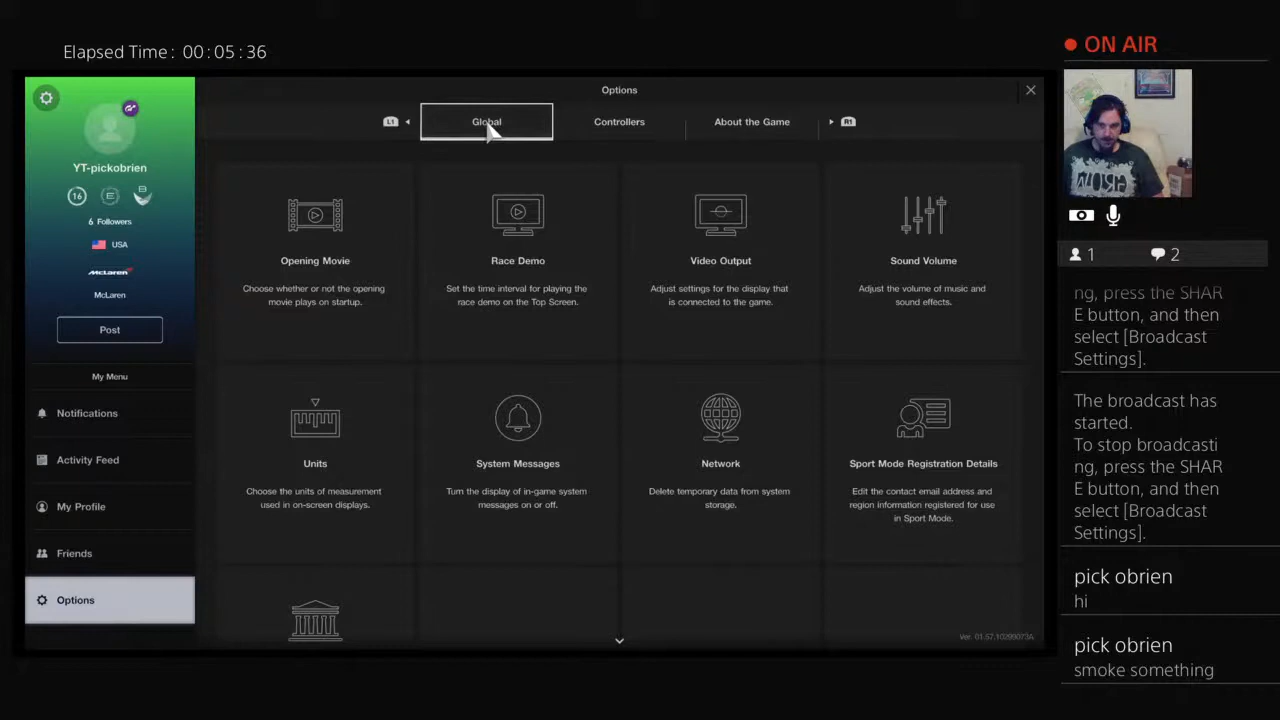 Elapsed Time: 00:05:36
ON AIR
Options
L1
Global
Controllers
About the Game
R1
YT-pickobrien
16
E
B
6 Followers
USA
McLaren
McLaren
Post
My Menu
Notifications
Activity Feed
My Profile
Friends
Options
Opening Movie
Choose whether or not the opening
movie plays on startup.
Race Demo
Set the time interval for playing the
race demo on the Top Screen.
Video Output
Adjust settings for the display that
is connected to the game.
Sound Volume
Adjust the volume of music and
sound effects.
Units
Choose the units of measurement
used in on-screen displays.
System Messages
Turn the display of in-game system
messages on or off.
Network
Delete temporary data from system
storage.
Sport Mode Registration Details
Edit the contact email address and
region information registered for use
in Sport Mode.
Ver. 01.57.10299073A
1
2
ng, press the SHAR
E button, and then
select [Broadcast
Settings].
The broadcast has
started.
To stop broadcasti
ng, press the SHAR
E button, and then
select [Broadcast
Settings].
pick obrien
hi
pick obrien
smoke something